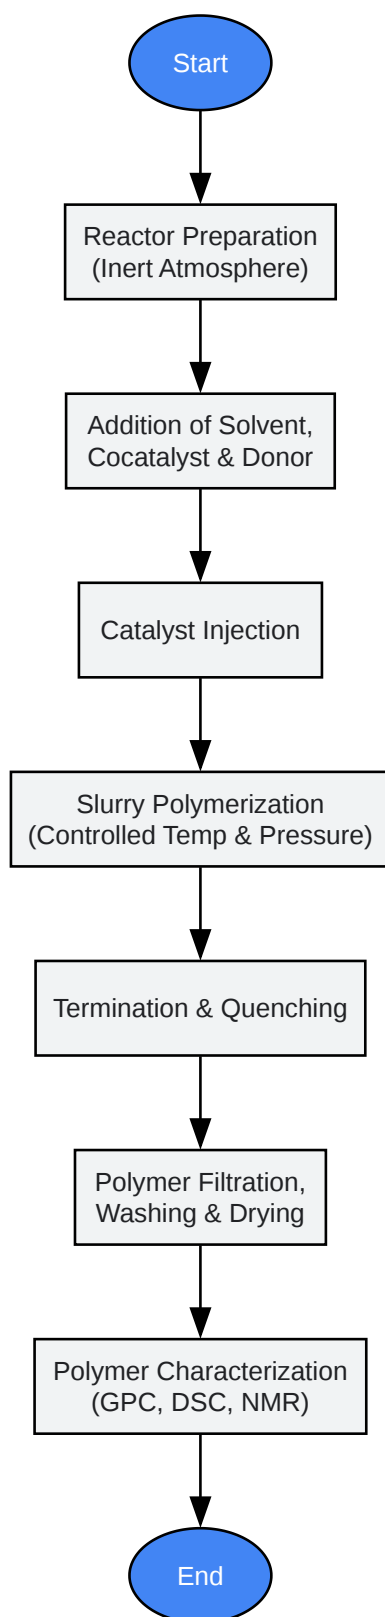 Start
Reactor Preparation
(Inert Atmosphere)
Addition of Solvent,
Cocatalyst & Donor
Catalyst Injection
Slurry Polymerization
(Controlled Temp & Pressure)
Termination & Quenching
Polymer Filtration,
Washing & Drying
Polymer Characterization
(GPC, DSC, NMR)
End